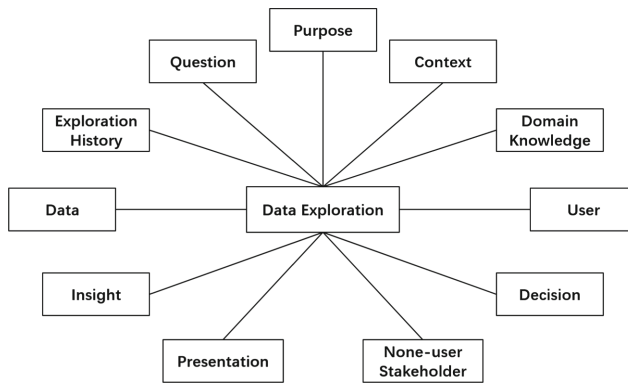 Purpose
Question
Context
Exploration
History
Domain
Knowledge
Data
Data Exploration
User
Insight
Decision
Presentation
None-user
Stakeholder